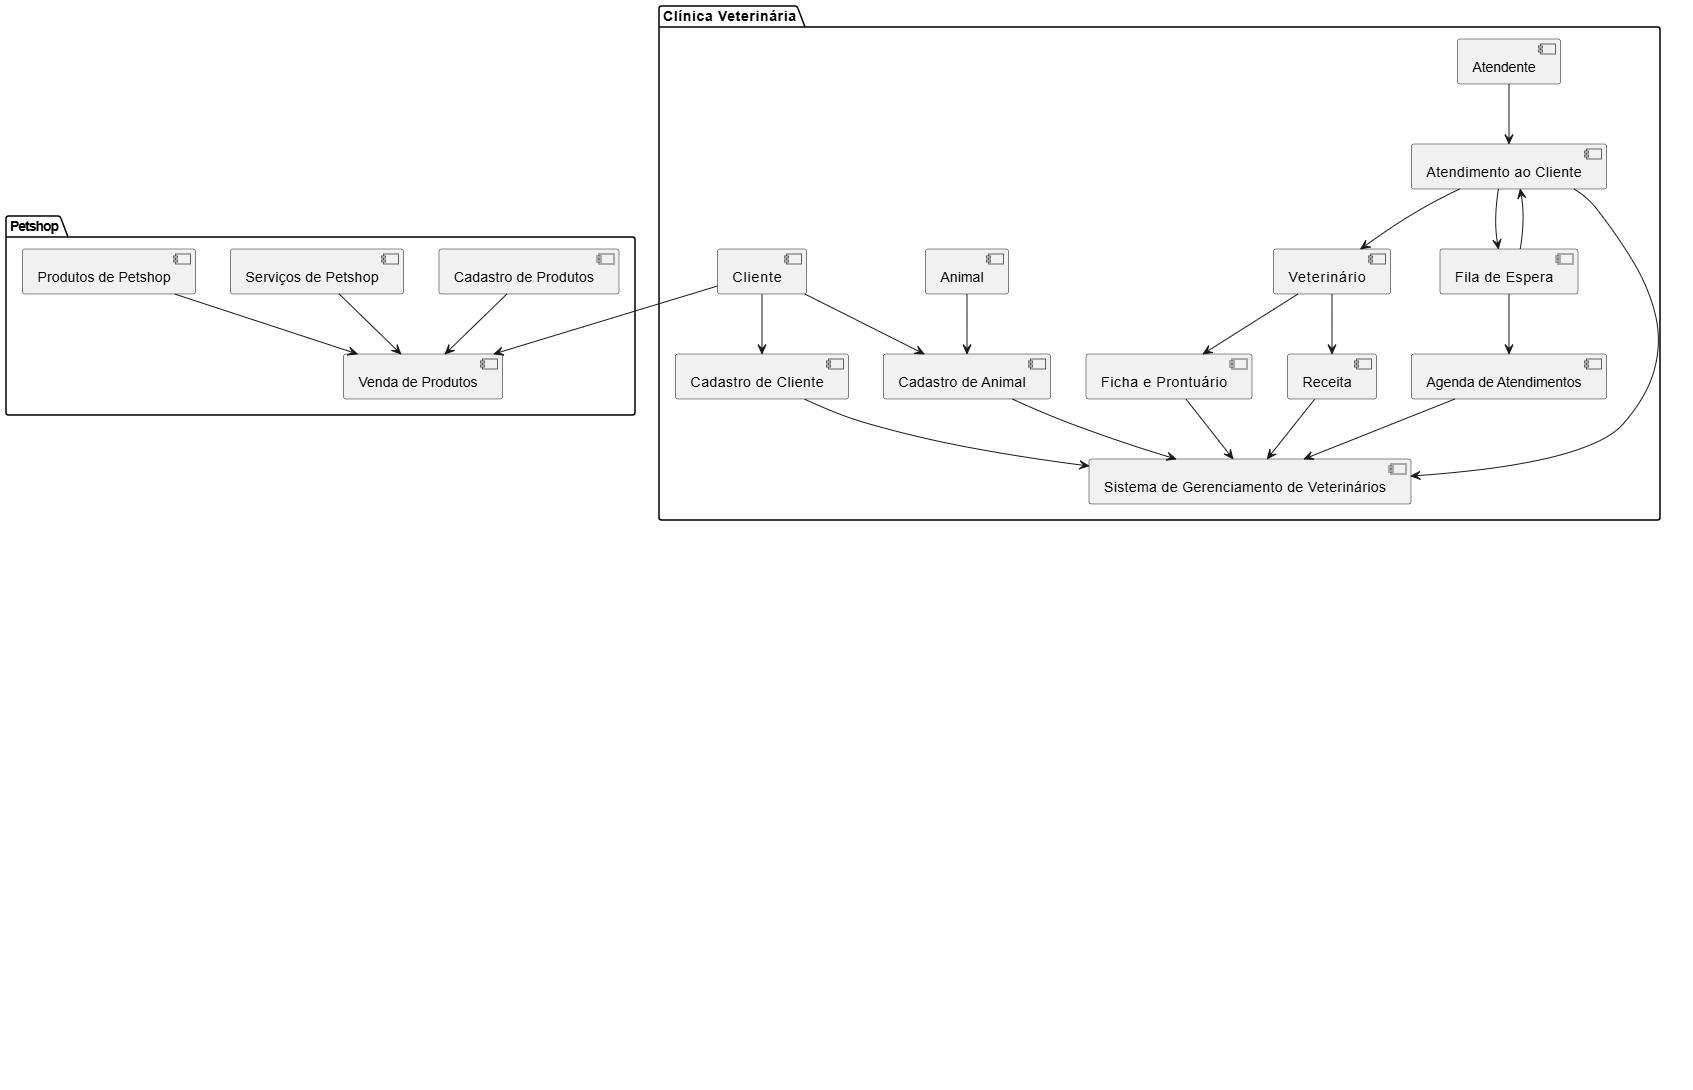 Clínica Veterinária
Atendente
Atendimento ao Cliente
Petshop
Produtos de Petshop
Serviços de Petshop
Cadastro de Produtos
Cliente
Animal
Veterinário
Fila de Espera
Venda de Produtos
Cadastro de Cliente
Cadastro de Animal
Ficha e Prontuário
Receita
Agenda de Atendimentos
Sistema de Gerenciamento de Veterinários